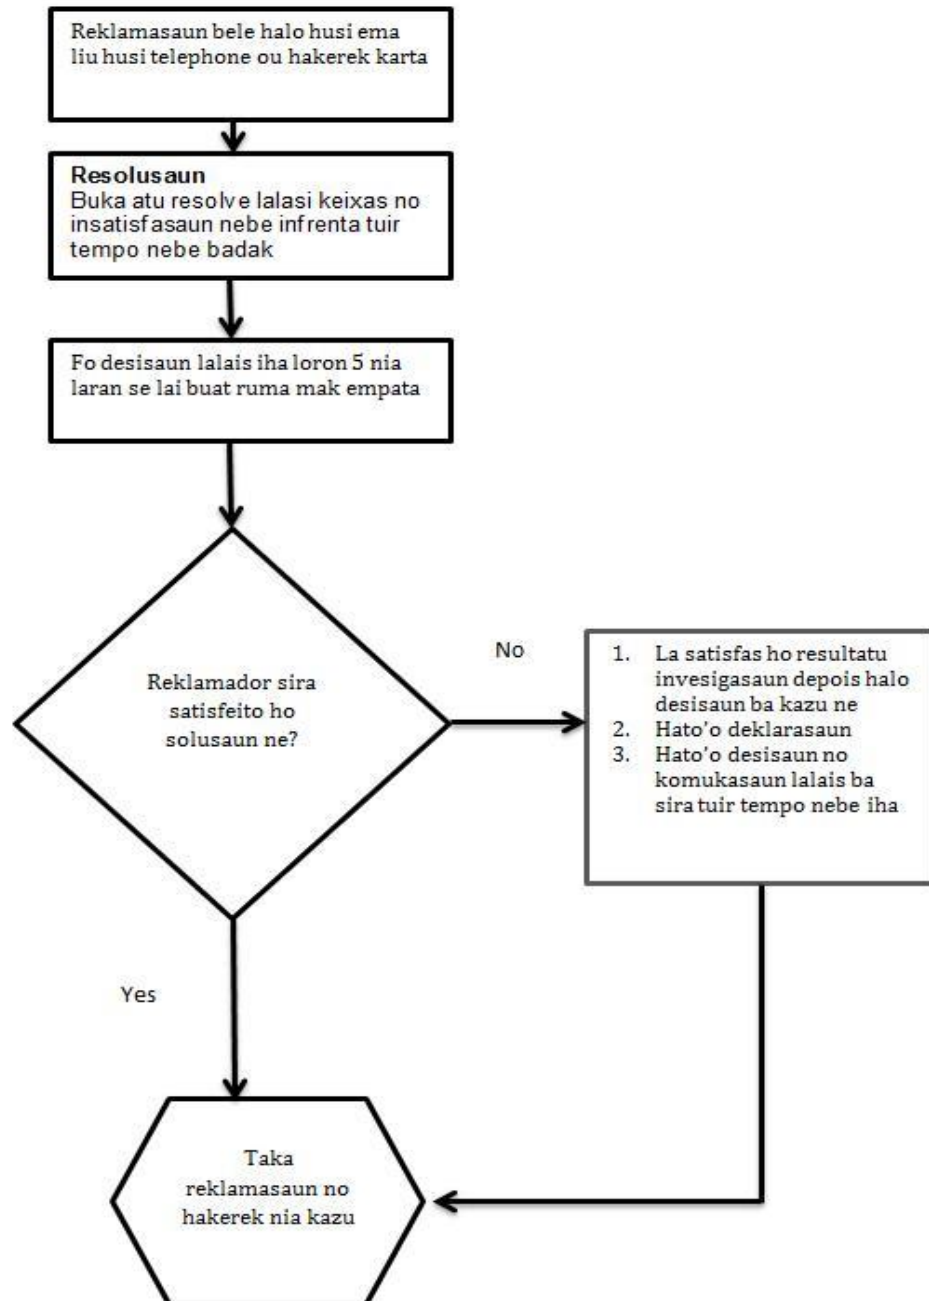 Reklamasaun bele halo husi ema
liu husi telephone ou hakerek karta
Resolusaun
Buka atu resolve lalasi keixas no
insatisfasaun nebe infrenta tuir
tempo nebe badak
Fo desisaun lalais iha loron 5 nia
laran se lai buat ruma mak empata
Reklamador sira
satisfeito ho
solusaun ne?
No
1. La satisfas ho resultatu
invesigasaun depois halo
desisaun ba kazu ne
2. Hato'o deklarasaun
3. Hato'o desisaun no
komukasaun lalais ba
sira tuir tempo nebe iha
Yes
Taka
reklamasaun no
hakerek nia kazu